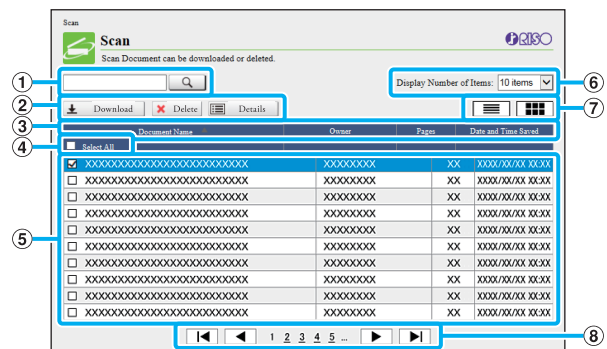 Scan
Scan
RISO
Scan Document can be downloaded or deleted.
1
Display Number of Items: 10 items
6
2
Download Delete Details
7
3
Document Name Owner Pages Date and Time Saved
4
Select All
XXXXXXXXXXXXXXXXXXXXXXXXX XXXXXXXX XX XXXX/XX/XX XX:XX
XXXXXXXXXXXXXXXXXXXXXXXXX XXXXXXXX XX XXXX/XX/XX XX:XX
XXXXXXXXXXXXXXXXXXXXXXXXX XXXXXXXX XX XXXX/XX/XX XX:XX
XXXXXXXXXXXXXXXXXXXXXXXXX XXXXXXXX XX XXXX/XX/XX XX:XX
XXXXXXXXXXXXXXXXXXXXXXXXX XXXXXXXX XX XXXX/XX/XX XX:XX
5
XXXXXXXXXXXXXXXXXXXXXXXXX XXXXXXXX XX XXXX/XX/XX XX:XX
XXXXXXXXXXXXXXXXXXXXXXXXX XXXXXXXX XX XXXX/XX/XX XX:XX
XXXXXXXXXXXXXXXXXXXXXXXXX XXXXXXXX XX XXXX/XX/XX XX:XX
XXXXXXXXXXXXXXXXXXXXXXXXX XXXXXXXX XX XXXX/XX/XX XX:XX
XXXXXXXXXXXXXXXXXXXXXXXXX XXXXXXXX XX XXXX/XX/XX XX:XX
1 2 3 4 5 ...
8